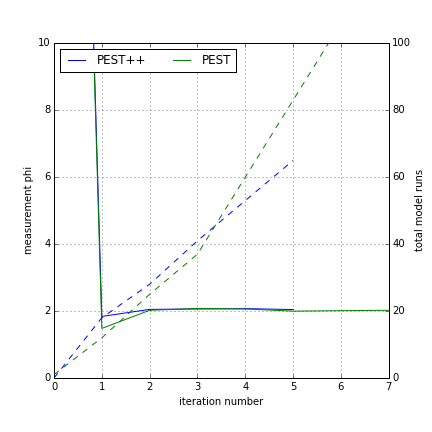 PEST++ PEST
10 100
8 80
6 60
4 40
2 20
0 0
0 1 2 3 4 5 6 7
measurement phi
total model runs
iteration number